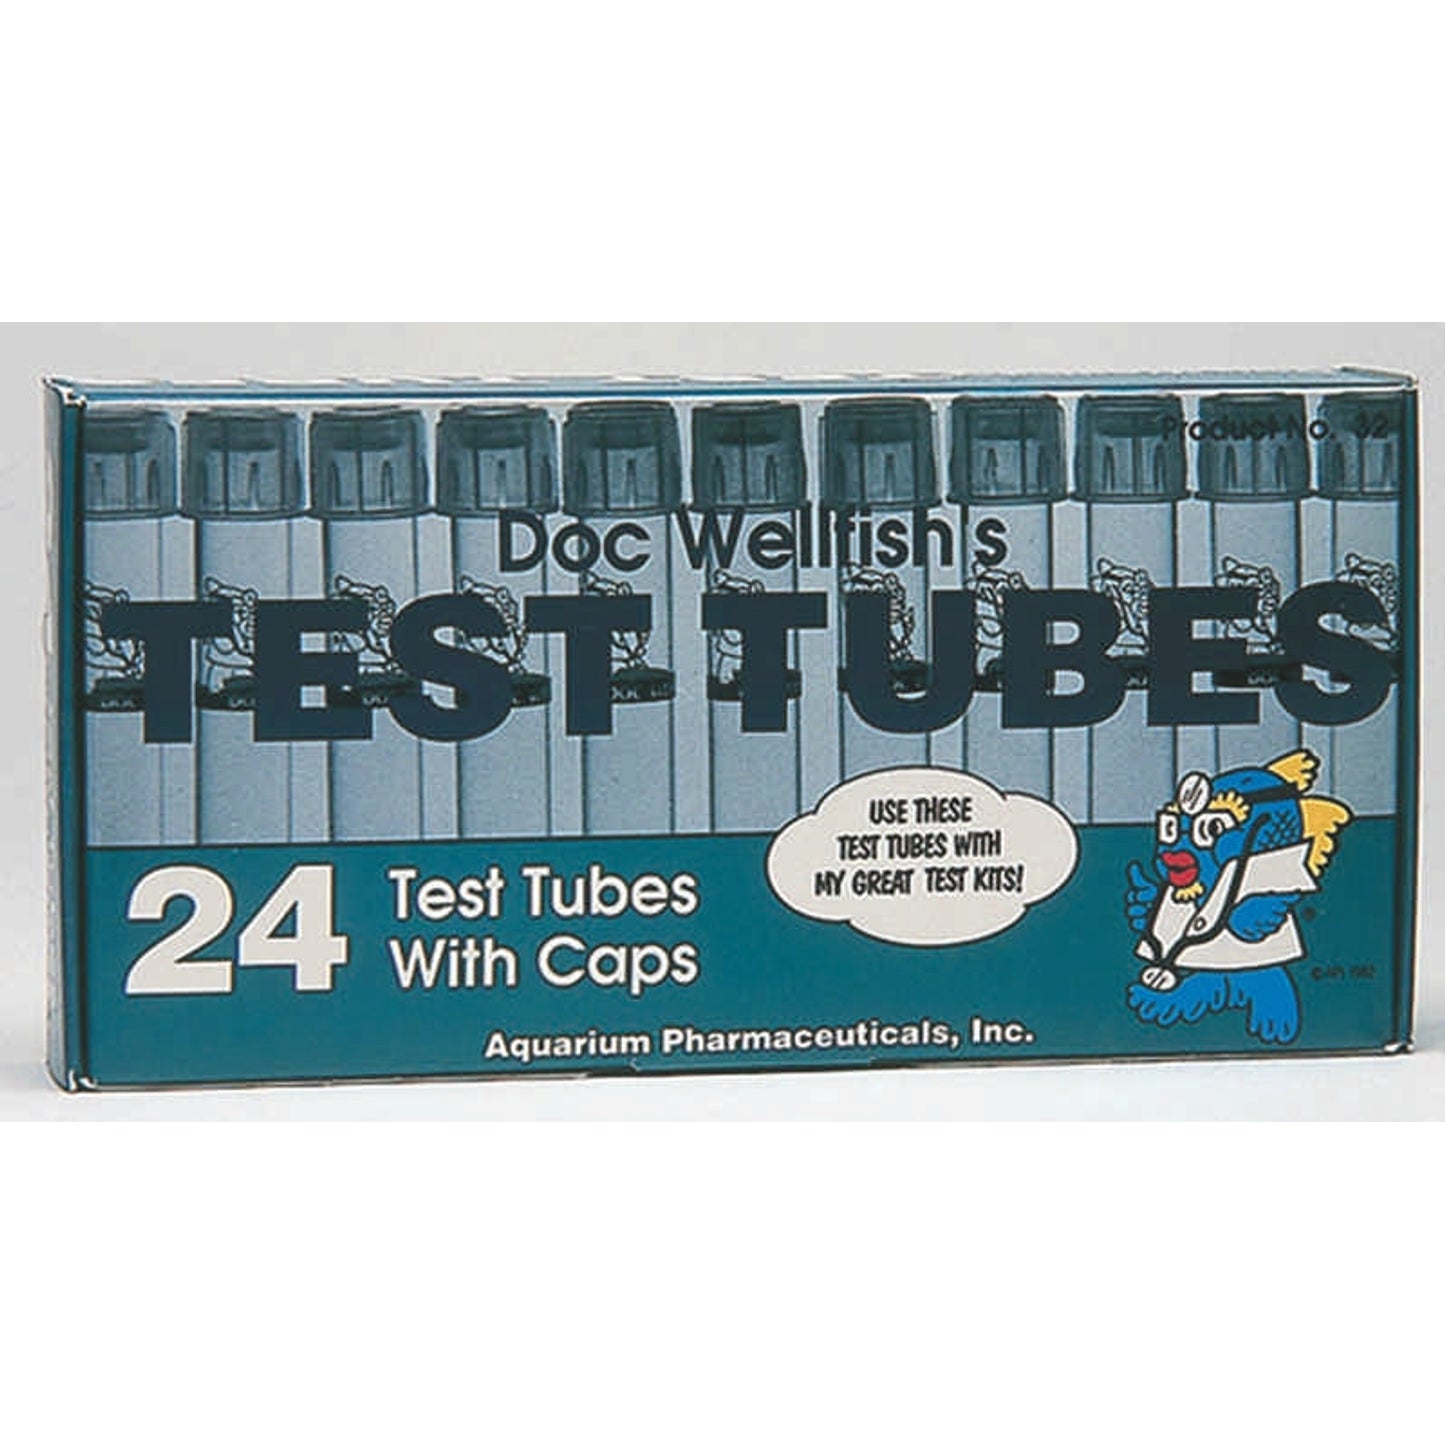 Product No. 32
Doc Wellfish's
TEST TUBES
USE THESE
TEST TUBES WITH
MY GREAT TEST KITS!
24
Test Tubes
With Caps
®
Aquarium Pharmaceuticals, Inc.